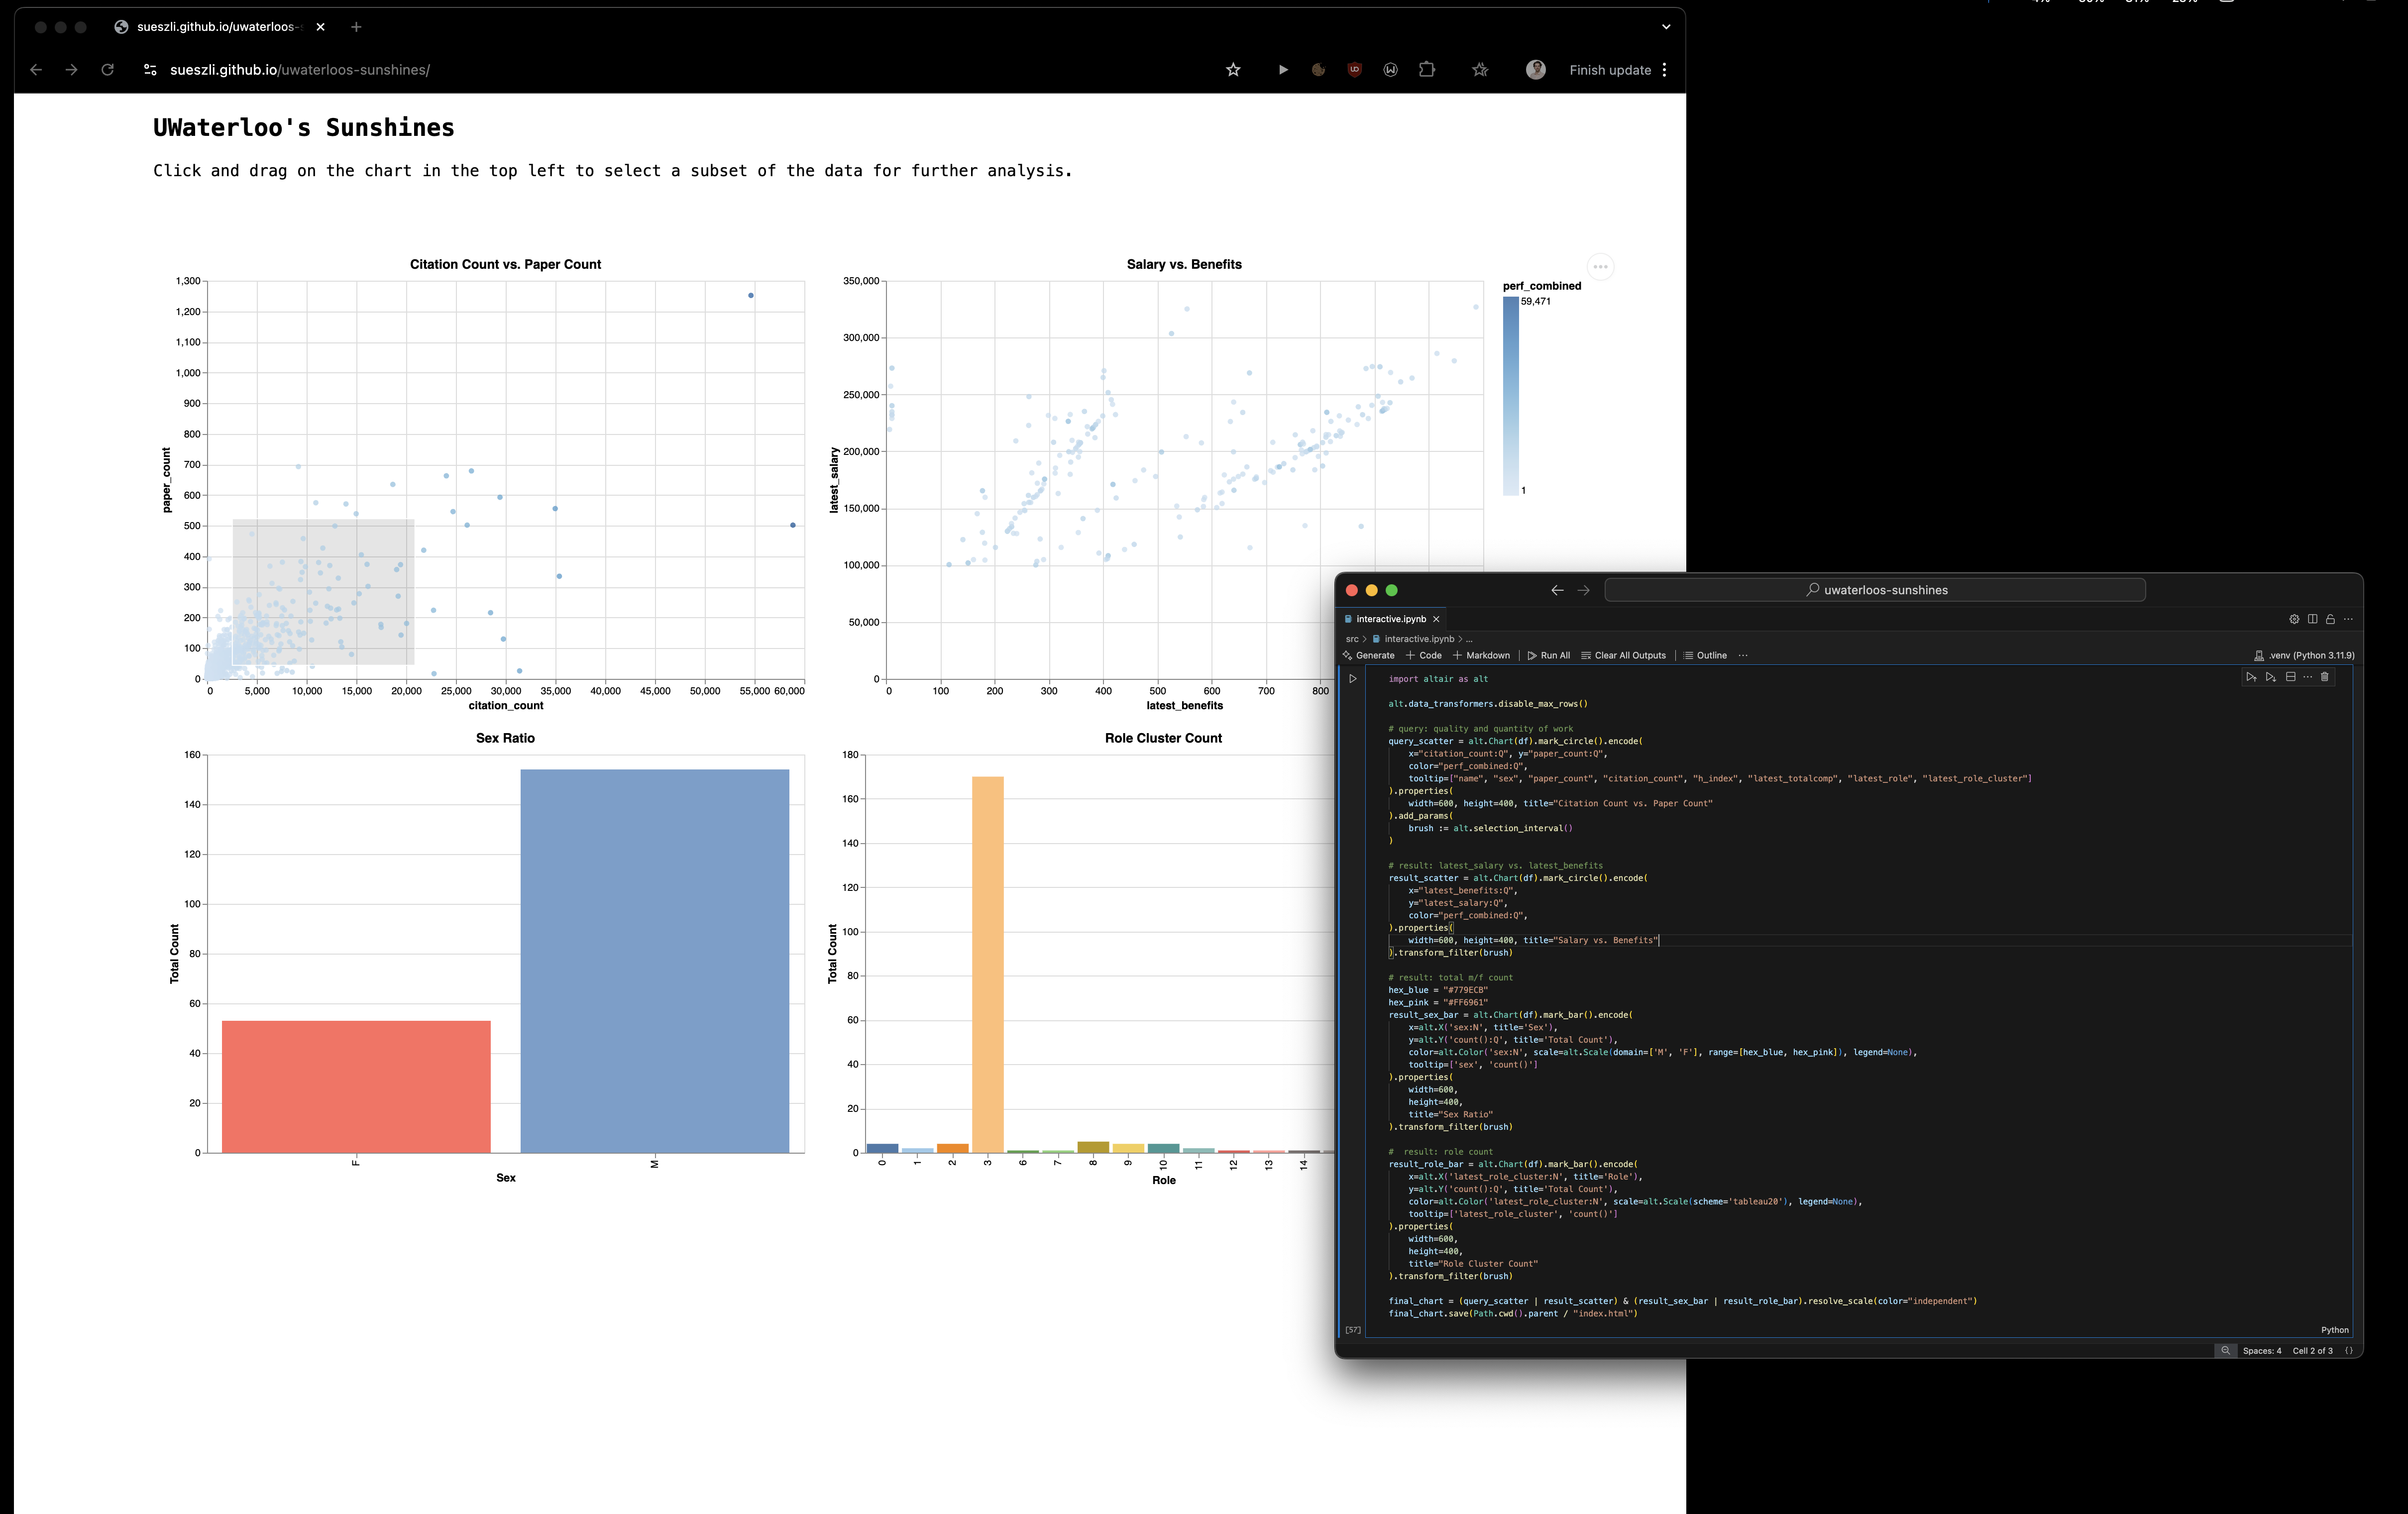 sueszli.github.io/uwaterloos-
sueszli.github.io/uwaterloos-sunshines/
Finish update
UWaterloo's Sunshines
Click and drag on the chart in the top left to select a subset of the data for further analysis.
Citation Count vs. Paper Count
1,300
1,200
1,100
1,000
900
800
700
600
500
400
300
200
100
0
paper_count
0 5,000 10,000 15,000 20,000 25,000 30,000 35,000 40,000 45,000 50,000 55,000 60,000
citation_count
Salary vs. Benefits
350,000
300,000
250,000
200,000
150,000
100,000
50,000
0
latest_salary
0 100 200 300 400 500 600 700 800
latest_benefits
perf_combined
59,471
1
Sex Ratio
160
140
120
100
80
60
40
20
0
Total Count
F M
Sex
Role Cluster Count
180
160
140
120
100
80
60
40
20
0
Total Count
0 1 2 3 6 7 8 9 10 11 12 13 14
Role
uwaterloos-sunshines
interactive.ipynb
src > interactive.ipynb > ...
Generate + Code + Markdown | Run All Clear All Outputs | Outline ...
.venv (Python 3.11.9)
import altair as alt
alt.data_transformers.disable_max_rows()
# query: quality and quantity of work
query_scatter = alt.Chart(df).mark_circle().encode(
x="citation_count:Q", y="paper_count:Q",
color="perf_combined:Q",
tooltip=["name", "sex", "paper_count", "citation_count", "h_index", "latest_totalcomp", "latest_role", "latest_role_cluster"]
).properties(
width=600, height=400, title="Citation Count vs. Paper Count"
).add_params(
brush := alt.selection_interval()
)
# result: latest_salary vs. latest_benefits
result_scatter = alt.Chart(df).mark_circle().encode(
x="latest_benefits:Q",
y="latest_salary:Q",
color="perf_combined:Q",
).properties(
width=600, height=400, title="Salary vs. Benefits"
).transform_filter(brush)
# result: total m/f count
hex_blue = "#779ECB"
hex_pink = "#FF6961"
result_sex_bar = alt.Chart(df).mark_bar().encode(
x=alt.X('sex:N', title='Sex'),
y=alt.Y('count():Q', title='Total Count'),
color=alt.Color('sex:N', scale=alt.Scale(domain=['M', 'F'], range=[hex_blue, hex_pink]), legend=None),
tooltip=['sex', 'count()']
).properties(
width=600,
height=400,
title="Sex Ratio"
).transform_filter(brush)
# result: role count
result_role_bar = alt.Chart(df).mark_bar().encode(
x=alt.X('latest_role_cluster:N', title='Role'),
y=alt.Y('count():Q', title='Total Count'),
color=alt.Color('latest_role_cluster:N', scale=alt.Scale(scheme='tableau20'), legend=None),
tooltip=['latest_role_cluster', 'count()']
).properties(
width=600,
height=400,
title="Role Cluster Count"
).transform_filter(brush)
final_chart = (query_scatter | result_scatter) & (result_sex_bar | result_role_bar).resolve_scale(color="independent")
final_chart.save(Path.cwd().parent / "index.html")
[57]
Python
Spaces: 4 Cell 2 of 3 {}